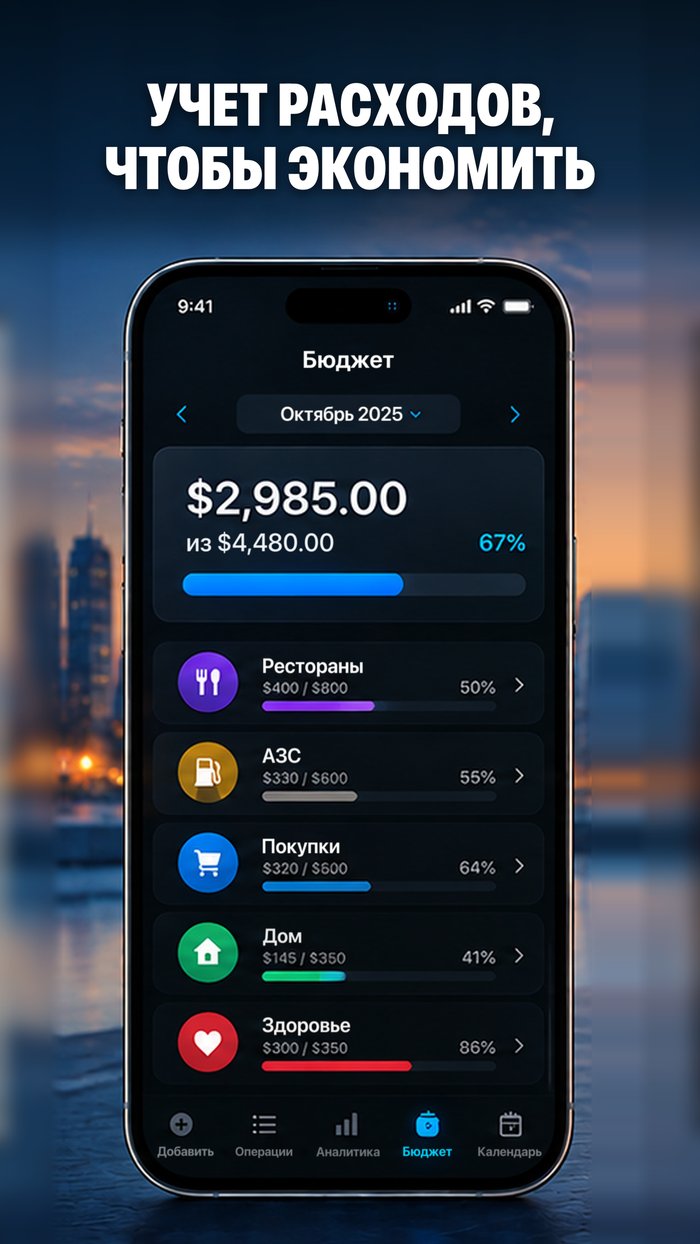 УЧЕТ РАСХОДОВ,
ЧТОБЫ ЭКОНОМИТЬ
9:41
Бюджет
Октябрь 2025
$2,985.00
из $4,480.00
67%
Рестораны
$400 / $800
50%
АЗС
$330 / $600
55%
Покупки
$320 / $500
64%
Дом
$145 / $350
41%
Здоровье
$300 / $350
86%
Добавить
Операции
Аналитика
Бюджет
Календарь